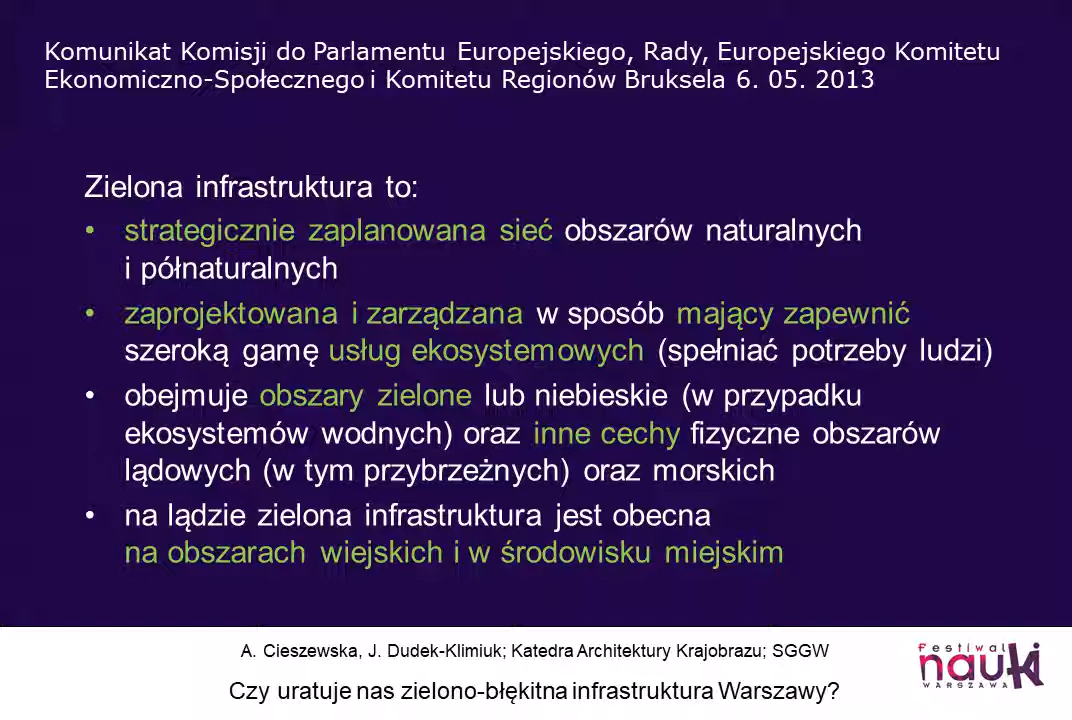 Komunikat Komisji do Parlamentu Europejskiego, Rady, Europejskiego Komitetu
Ekonomiczno-Społecznego i Komitetu Regionów Bruksela 6. 05. 2013
Zielona infrastruktura to:
• strategicznie zaplanowana sieć obszarów naturalnych
i półnaturalnych
• zaprojektowana i zarządzana w sposób mający zapewnić
szeroką gamę usług ekosystemowych (spełniać potrzeby ludzi)
• obejmuje obszary zielone lub niebieskie (w przypadku
ekosystemów wodnych) oraz inne cechy fizyczne obszarów
lądowych (w tym przybrzeżnych) oraz morskich
• na lądzie zielona infrastruktura jest obecna
na obszarach wiejskich i w środowisku miejskim
A. Cieszewska, J. Dudek-Klimiuk; Katedra Architektury Krajobrazu; SGGW
Czy uratuje nas zielono-błękitna infrastruktura Warszawy?
festiwal
nauki
WARSZAWA